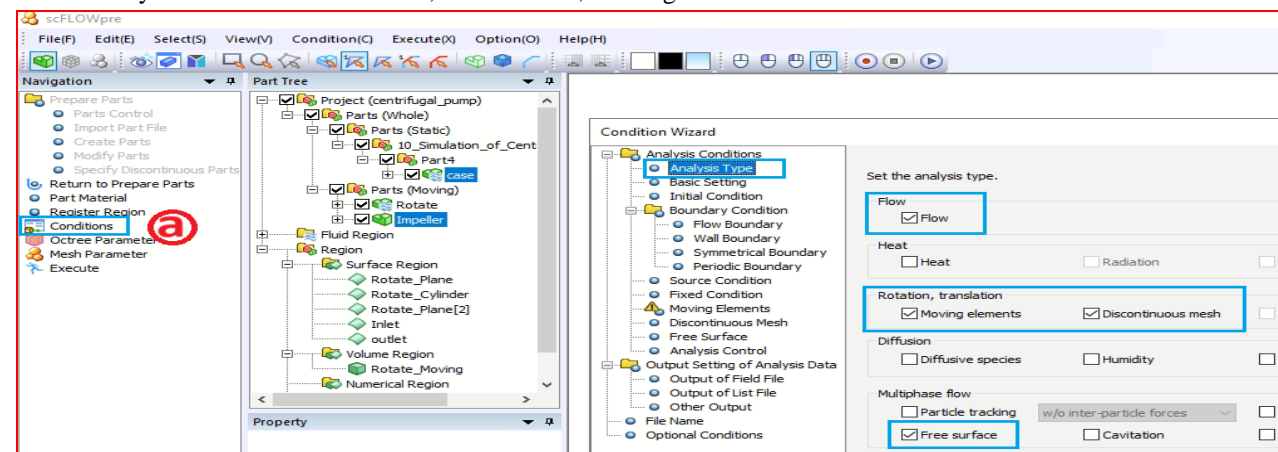 scFLOWpre
File(F) Edit(E) Select(S) View(V) Condition(C) Execute(X) Option(O) Help(H)
Navigation
Prepare Parts
Parts Control
Import Part File
Create Parts
Modify Parts
Specify Discontinuous Parts
Return to Prepare Parts
Part Material
Register Region
Conditions
a
Octree Parameter
Mesh Parameter
Execute
Part Tree
Project (centrifugal_pump)
Parts (Whole)
Parts (Static)
10_Simulation_of_Cent
Part4
case
Parts (Moving)
Rotate
Impeller
Fluid Region
Region
Surface Region
Rotate_Plane
Rotate_Cylinder
Rotate_Plane[2]
Inlet
outlet
Volume Region
Rotate_Moving
Numerical Region
Property
Condition Wizard
Analysis Conditions
Analysis Type
Basic Setting
Initial Condition
Boundary Condition
Flow Boundary
Wall Boundary
Symmetrical Boundary
Periodic Boundary
Source Condition
Fixed Condition
Moving Elements
Discontinuous Mesh
Free Surface
Analysis Control
Output Setting of Analysis Data
Output of Field File
Output of List File
Other Output
File Name
Optional Conditions
Set the analysis type.
Flow
Flow
Heat
Heat Radiation
Rotation, translation
Moving elements Discontinuous mesh
Diffusion
Diffusive species Humidity
Multiphase flow
Particle tracking w/o inter-particle forces
Free surface Cavitation